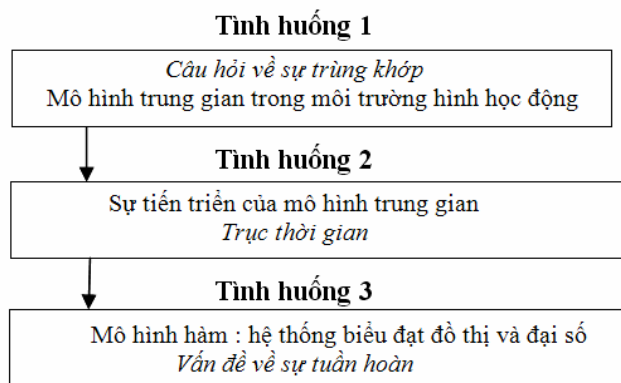 Tình huống 1
Câu hỏi về sự trùng khớp
Mô hình trung gian trong môi trường hình học động
Tình huống 2
Sự tiến triển của mô hình trung gian
Trục thời gian
Tình huống 3
Mô hình hàm : hệ thống biểu đạt đồ thị và đại số
Vấn đề về sự tuần hoàn